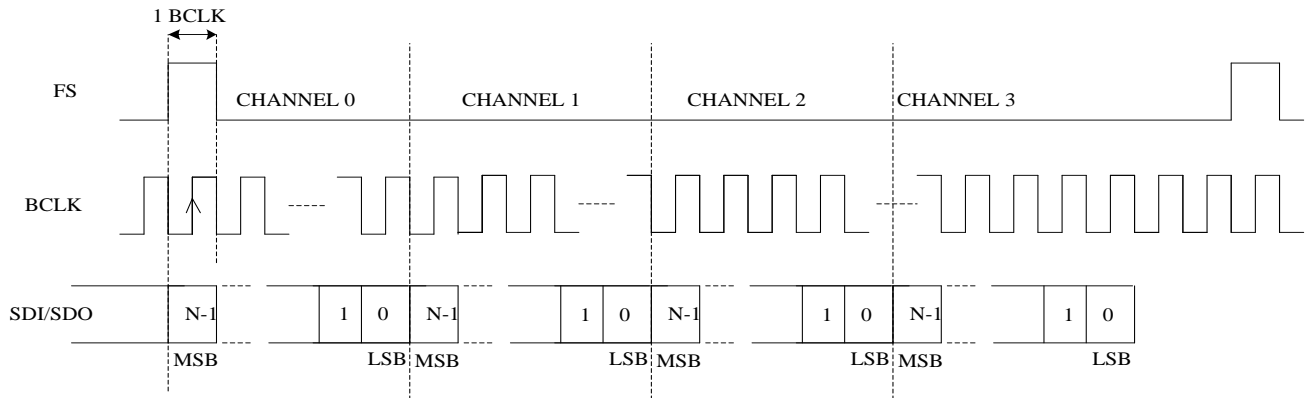 1 BCLK
FS
CHANNEL 0 CHANNEL 1 CHANNEL 2 CHANNEL 3
BCLK
SDI/SDO N-1 1 0 N-1 1 0 N-1 1 0 N-1 1 0
MSB LSB MSB LSB MSB LSB MSB LSB